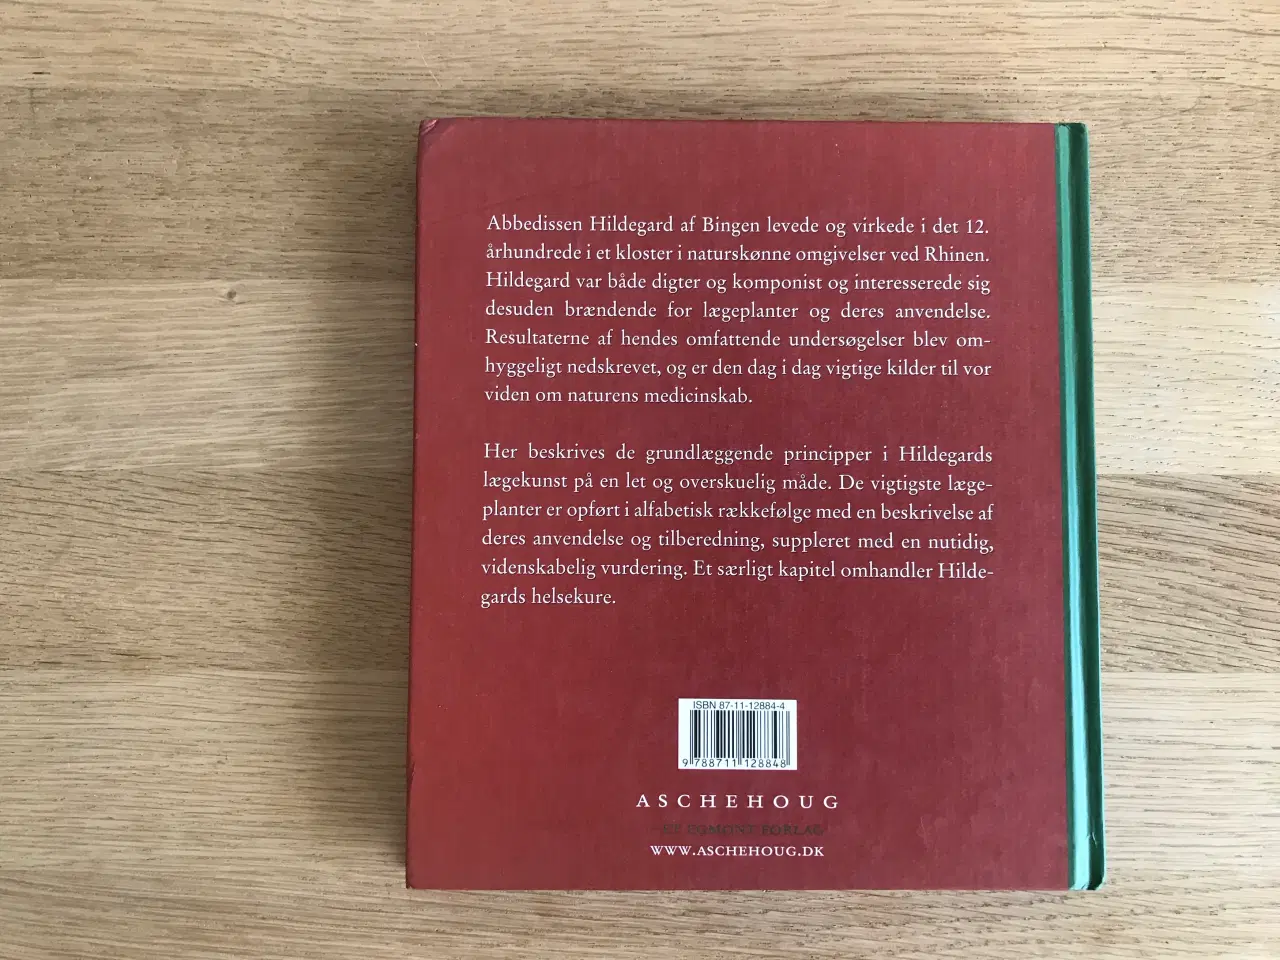 Abbedissen Hildegard af Bingen levede og virkede i det 12.
århundrede i et kloster i naturskønne omgivelser ved Rhinen.
Hildegard var både digter og komponist og interesserede sig
desuden brændende for lægeplanter og deres anvendelse.
Resultaterne af hendes omfattende undersøgelser blev om-
hyggeligt nedskrevet, og er den dag i dag vigtige kilder til vor
viden om naturens medicinskab.
Her beskrives de grundlæggende principper i Hildegards
lægekunst på en let og overskuelig måde. De vigtigste læge-
planter er opført i alfabetisk rækkefølge med en beskrivelse af
deres anvendelse og tilberedning, suppleret med en nutidig,
videnskabelig vurdering. Et særligt kapitel omhandler Hilde-
gards helsekure.
ISBN 87-11-12884-4
9 788711 128848
ASCHEHOUG
ET EGMONT FORLAG
WWW.ASCHEHOUG.DK